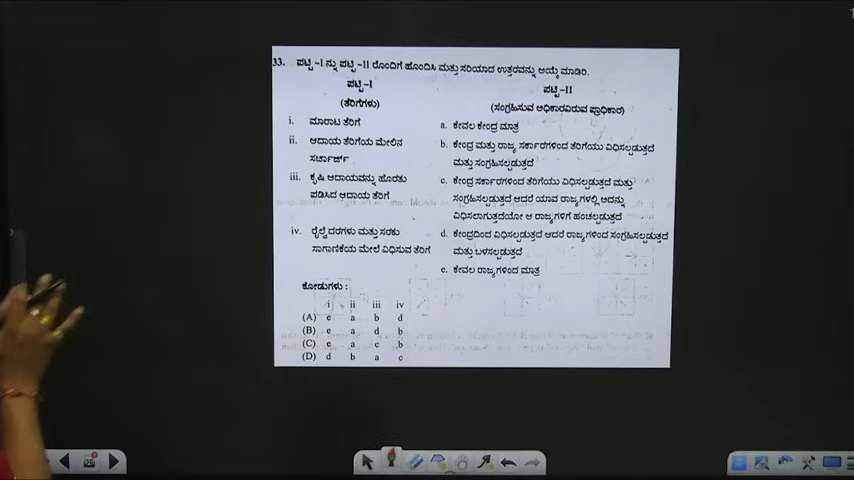 33. ಪಟ್ಟಿ–I ನ್ನು ಪಟ್ಟಿ–II ರೊಂದಿಗೆ ಹೊಂದಿಸಿ ಮತ್ತು ಸರಿಯಾದ ಉತ್ತರವನ್ನು ಆಯ್ಕೆ ಮಾಡಿರಿ.
ಪಟ್ಟಿ–I ಪಟ್ಟಿ–II
(ತೆರಿಗೆಗಳು) (ಸಂಗ್ರಹಿಸುವ ಅಧಿಕಾರವಿರುವ ಪ್ರಾಧಿಕಾರ)
i. ಮಾರಾಟ ತೆರಿಗೆ a. ಕೇವಲ ಕೇಂದ್ರ ಮಾತ್ರ
ii. ಆದಾಯ ತೆರಿಗೆಯ ಮೇಲಿನ b. ಕೇಂದ್ರ ಮತ್ತು ರಾಜ್ಯ ಸರ್ಕಾರಗಳಿಂದ ತೆರಿಗೆಯು ವಿಧಿಸಲ್ಪಡುತ್ತದೆ
ಸರ್ಚಾರ್ಜ್ ಮತ್ತು ಸಂಗ್ರಹಿಸಲ್ಪಡುತ್ತದೆ
iii. ಕೃಷಿ ಆದಾಯವನ್ನು ಹೊರತು c. ಕೇಂದ್ರ ಸರ್ಕಾರಗಳಿಂದ ತೆರಿಗೆಯು ವಿಧಿಸಲ್ಪಡುತ್ತದೆ ಮತ್ತು
ಪಡಿಸಿದ ಆದಾಯ ತೆರಿಗೆ ಸಂಗ್ರಹಿಸಲ್ಪಡುತ್ತದೆ ಆದರೆ ಯಾವ ರಾಜ್ಯಗಳಲ್ಲಿ ಅದನ್ನು
ವಿಧಿಸಲಾಗುತ್ತದೆಯೋ ಆ ರಾಜ್ಯಗಳಿಗೆ ಹಂಚಲ್ಪಡುತ್ತದೆ
iv. ರೈಲ್ವೆ ದರಗಳು ಮತ್ತು ಸರಕು d. ಕೇಂದ್ರದಿಂದ ವಿಧಿಸಲ್ಪಡುತ್ತದೆ ಆದರೆ ರಾಜ್ಯಗಳಿಂದ ಸಂಗ್ರಹಿಸಲ್ಪಡುತ್ತದೆ
ಸಾಗಾಣಿಕೆಯ ಮೇಲೆ ವಿಧಿಸುವ ತೆರಿಗೆ ಮತ್ತು ಬಳಸಲ್ಪಡುತ್ತದೆ
e. ಕೇವಲ ರಾಜ್ಯಗಳಿಂದ ಮಾತ್ರ
ಕೋಡುಗಳು :
i ii iii iv
(A) e a b d
(B) e a d b
(C) e a c b
(D) d b a c